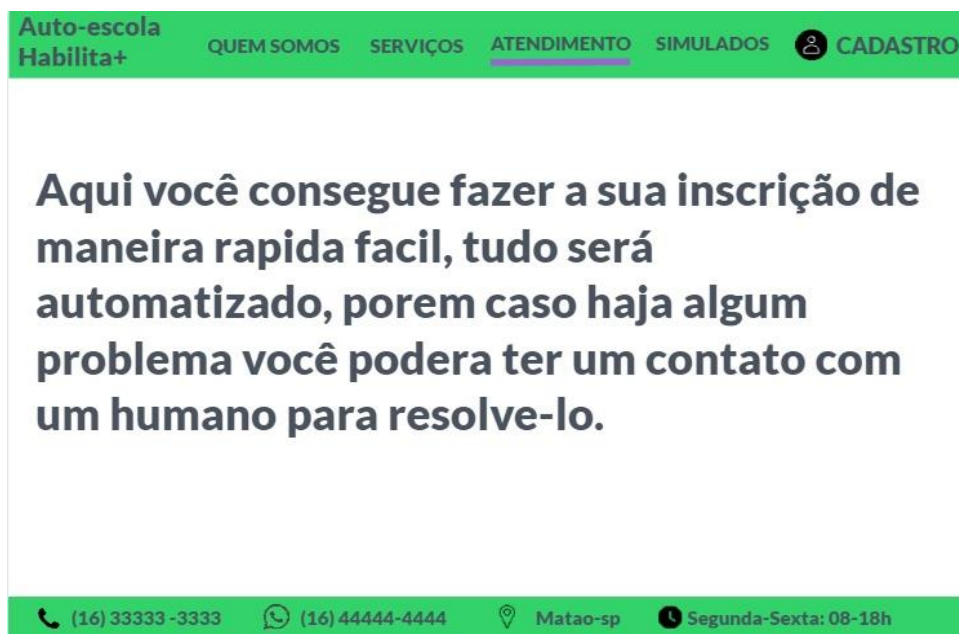 Auto-escola
Habilita+
QUEM SOMOS SERVIÇOS ATENDIMENTO SIMULADOS CADASTRO
Aqui você consegue fazer a sua inscrição de
maneira rapida facil, tudo será
automatizado, porem caso haja algum
problema você podera ter um contato com
um humano para resolve-lo.
(16) 33333 -3333 (16) 44444-4444 Matao-sp Segunda-Sexta: 08-18h